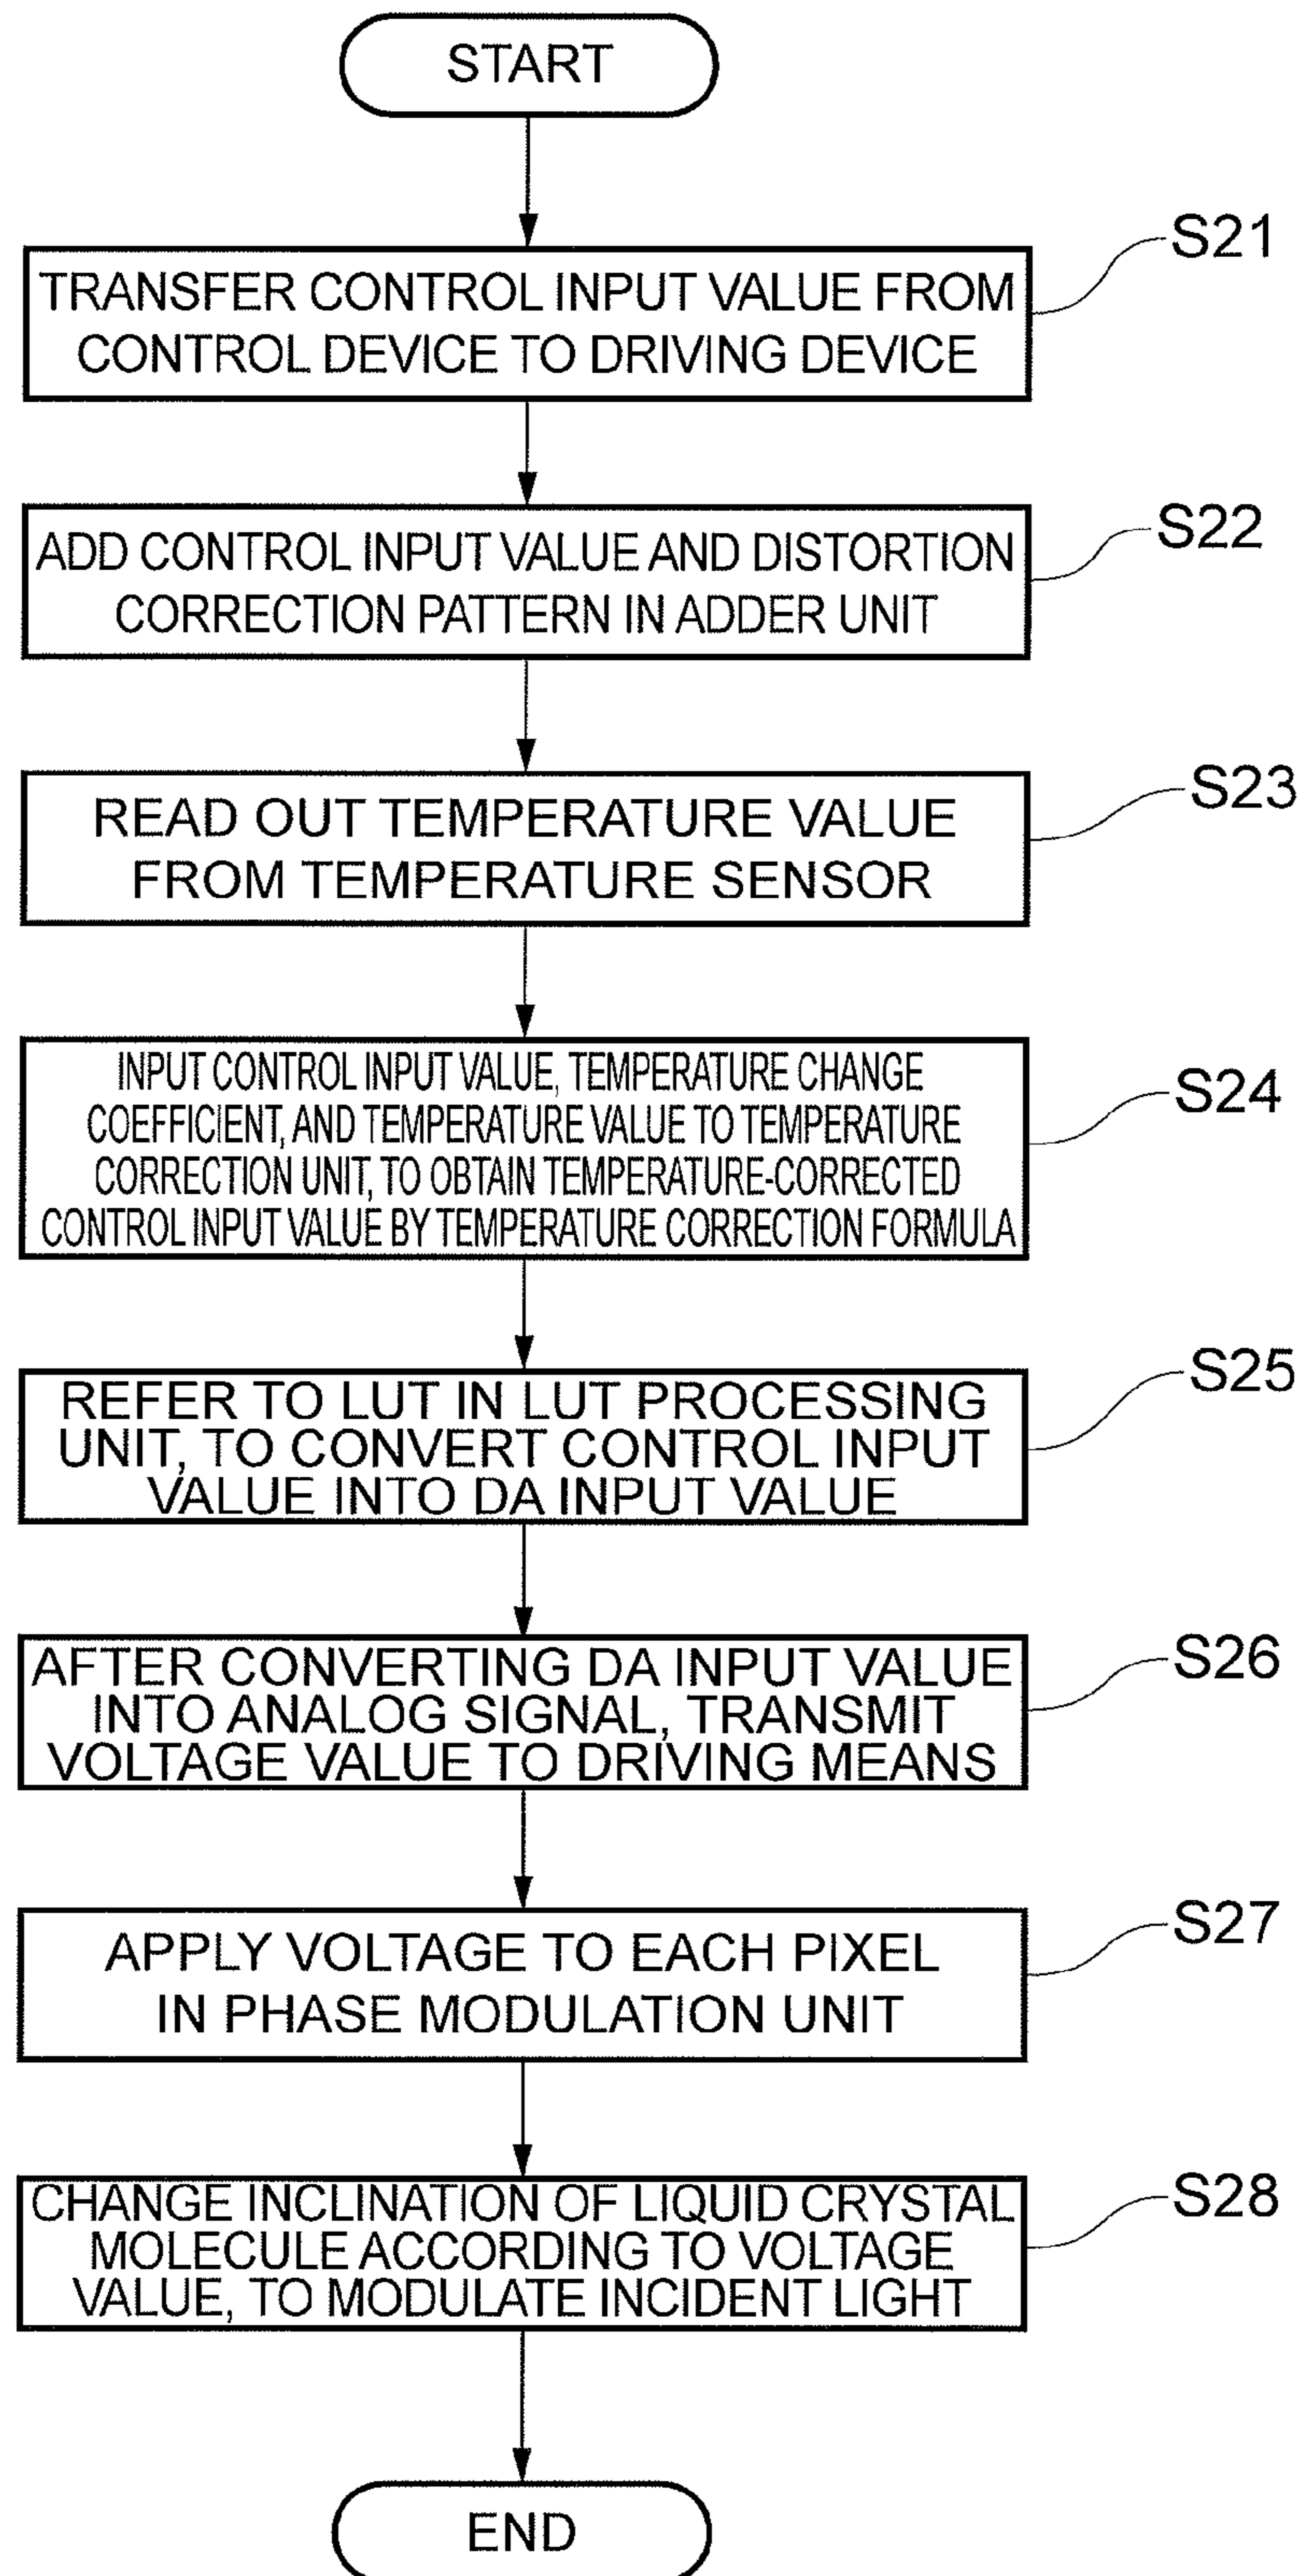 START
S21
TRANSFER CONTROL INPUT VALUE FROM
CONTROL DEVICE TO DRIVING DEVICE
S22
ADD CONTROL INPUT VALUE AND DISTORTION
CORRECTION PATTERN IN ADDER UNIT
S23
READ OUT TEMPERATURE VALUE
FROM TEMPERATURE SENSOR
S24
INPUT CONTROL INPUT VALUE, TEMPERATURE CHANGE
COEFFICIENT, AND TEMPERATURE VALUE TO TEMPERATURE
CORRECTION UNIT, TO OBTAIN TEMPERATURE-CORRECTED
CONTROL INPUT VALUE BY TEMPERATURE CORRECTION FORMULA
S25
REFER TO LUT IN LUT PROCESSING
UNIT, TO CONVERT CONTROL INPUT
VALUE INTO DA INPUT VALUE
S26
AFTER CONVERTING DA INPUT VALUE
INTO ANALOG SIGNAL, TRANSMIT
VOLTAGE VALUE TO DRIVING MEANS
S27
APPLY VOLTAGE TO EACH PIXEL
IN PHASE MODULATION UNIT
S28
CHANGE INCLINATION OF LIQUID CRYSTAL
MOLECULE ACCORDING TO VOLTAGE
VALUE, TO MODULATE INCIDENT LIGHT
END